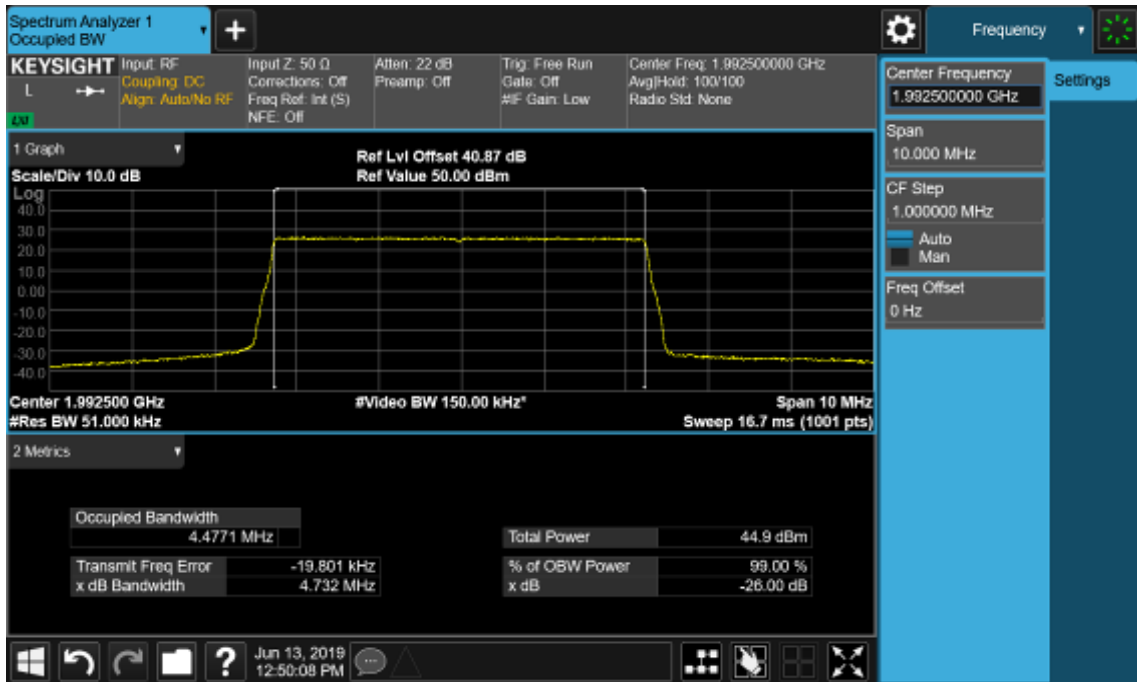 Spectrum Analyzer 1
Occupied BW
+
Frequency
KEYSIGHT
L
LXI
Input: RF
Coupling: DC
Align: Auto/No RF
Input Z: 50 Ω
Corrections: Off
Freq Ref: Int (S)
NFE: Off
Atten: 22 dB
Preamp: Off
Trig: Free Run
Gate: Off
#IF Gain: Low
Center Freq: 1.992500000 GHz
Avg|Hold: 100/100
Radio Std: None
Center Frequency
1.992500000 GHz
Settings
Span
10.000 MHz
CF Step
1.000000 MHz
Auto
Man
Freq Offset
0 Hz
1 Graph
Scale/Div 10.0 dB
Ref Lvl Offset 40.87 dB
Ref Value 50.00 dBm
Log
40.0
30.0
20.0
10.0
0.00
-10.0
-20.0
-30.0
-40.0
Center 1.992500 GHz
#Video BW 150.00 kHz*
Span 10 MHz
#Res BW 51.000 kHz
Sweep 16.7 ms (1001 pts)
2 Metrics
Occupied Bandwidth
4.4771 MHz
Total Power 44.9 dBm
Transmit Freq Error -19.801 kHz
% of OBW Power 99.00 %
x dB Bandwidth 4.732 MHz
x dB -26.00 dB
?
Jun 13, 2019
12:50:08 PM